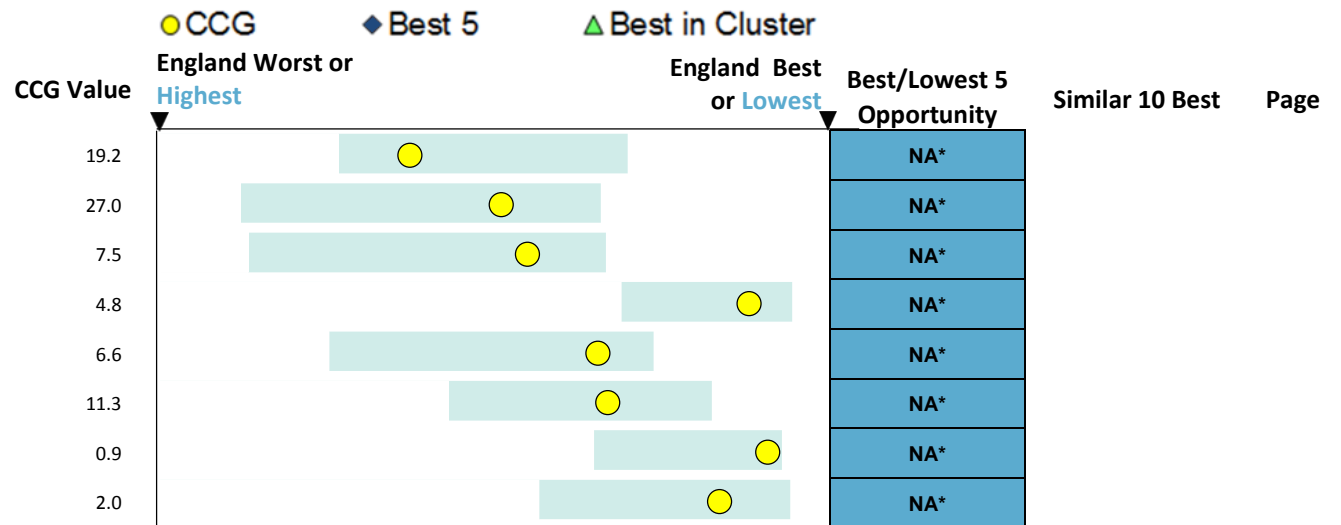 CCG Best 5 Best in Cluster
CCG Value
England Worst or
Highest
England Best
or Lowest
Best/Lowest 5
Opportunity
Similar 10 Best
Page
19.2 NA*
27.0 NA*
7.5 NA*
4.8 NA*
6.6 NA*
11.3 NA*
0.9 NA*
2.0 NA*